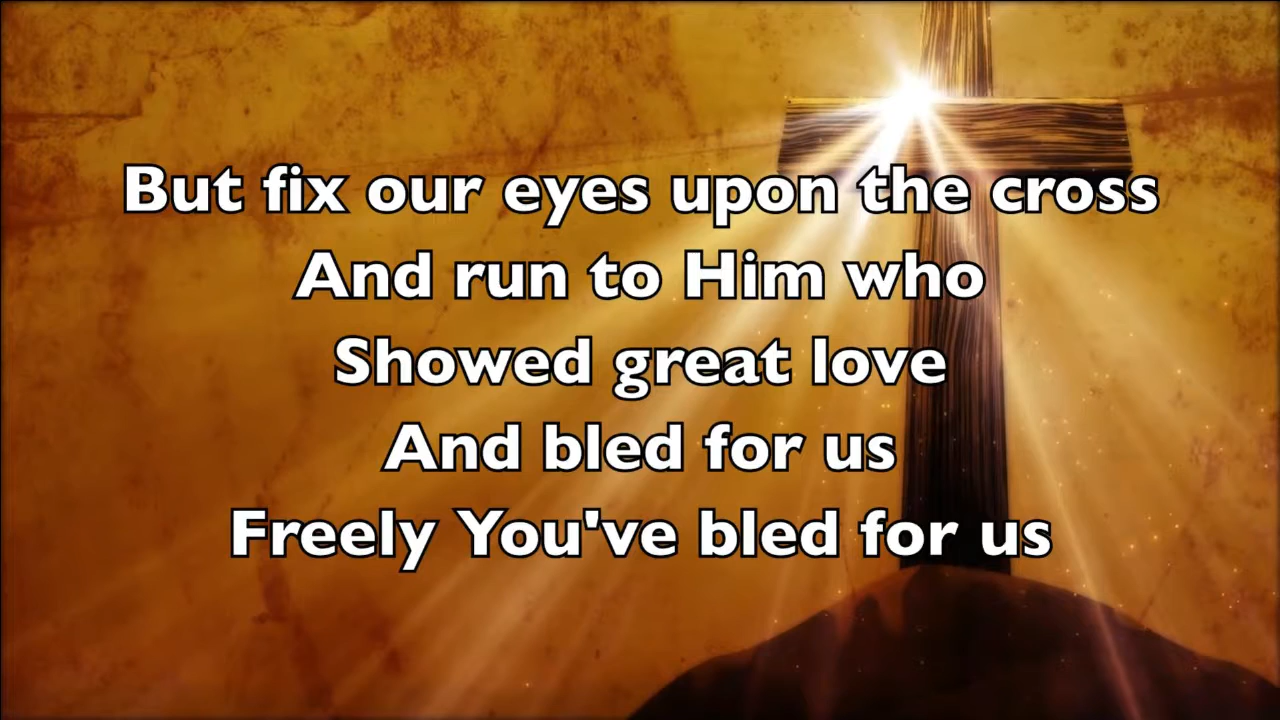 But fix our eyes upon the cross
And run to Him who
Showed great love
And bled for us
Freely You've bled for us